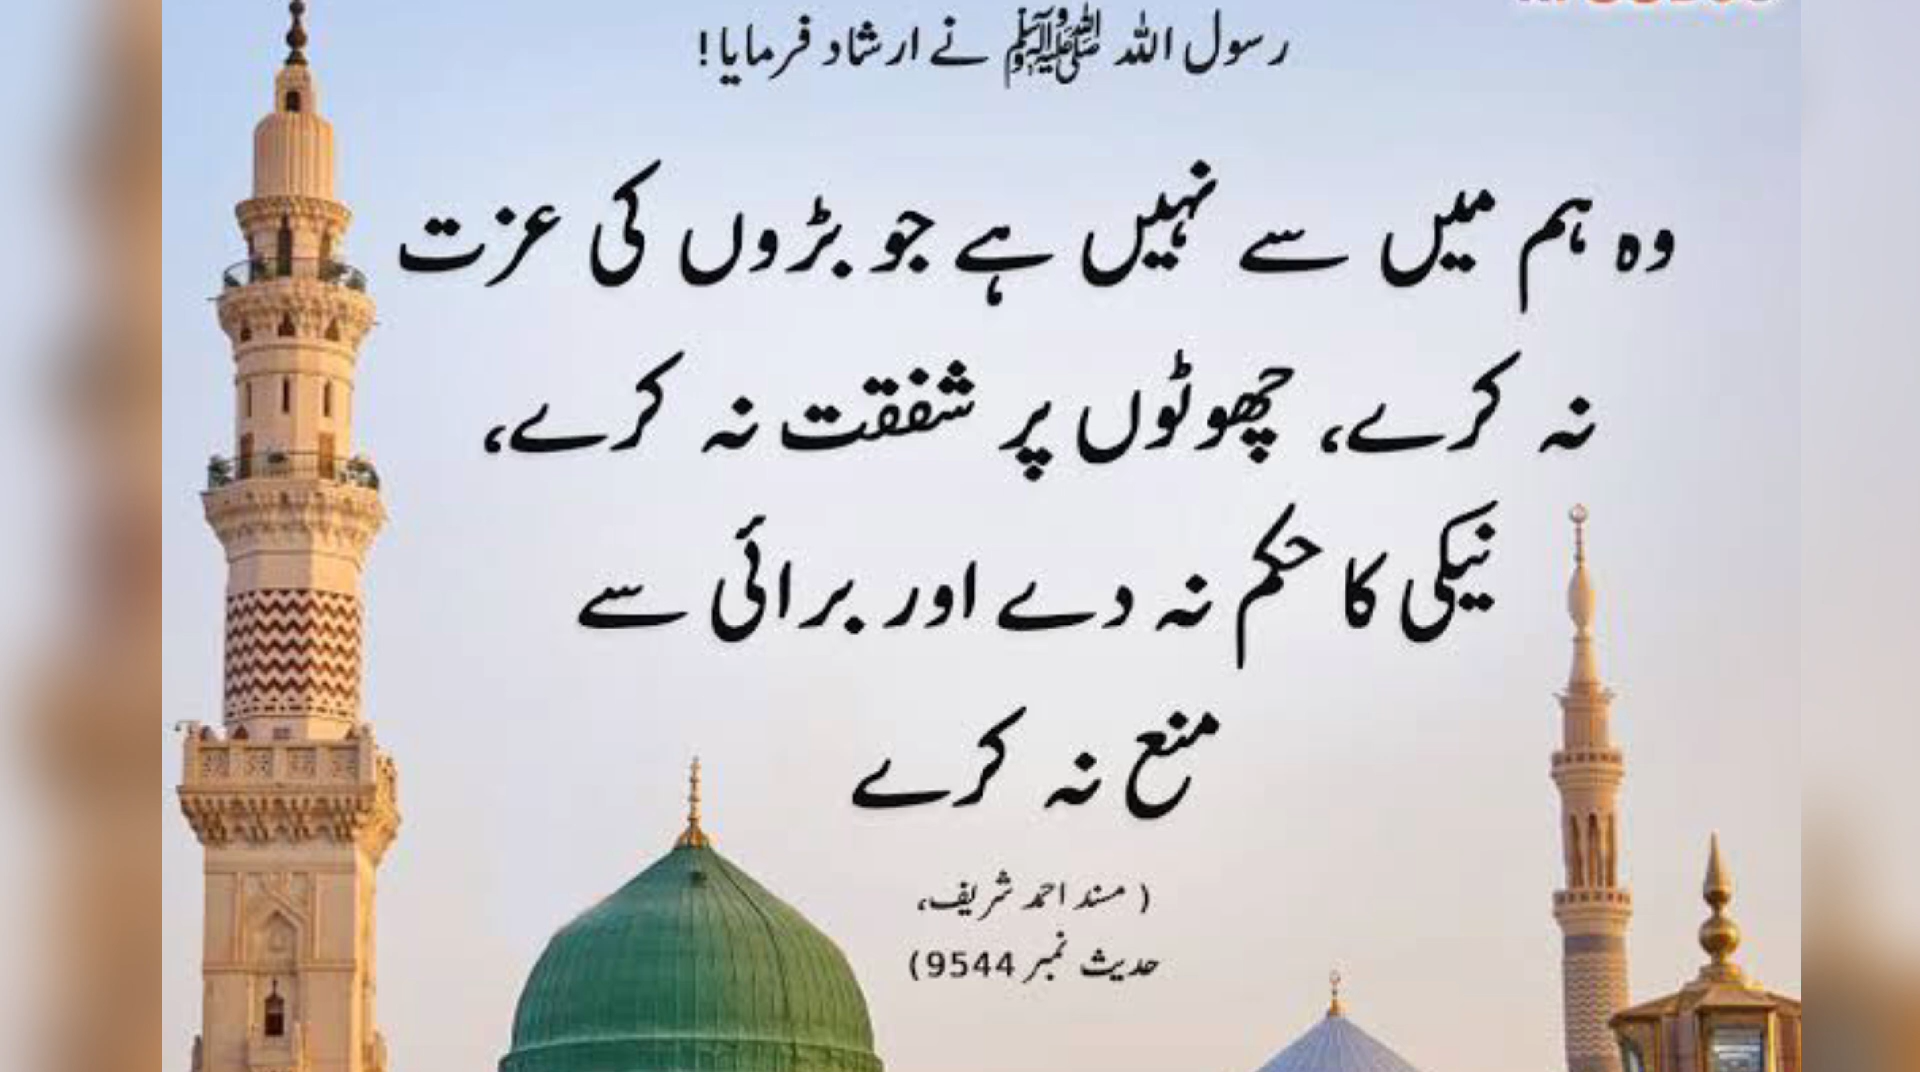 رسول اللہ ﷺ نے ارشاد فرمایا!
وہ ہم میں سے نہیں ہے جو بڑوں کی عزت
نہ کرے، چھوٹوں پر شفقت نہ کرے،
نیکی کا حکم نہ دے اور برائی سے
منع نہ کرے
( مسند احمد شریف،
حدیث نمبر 9544)